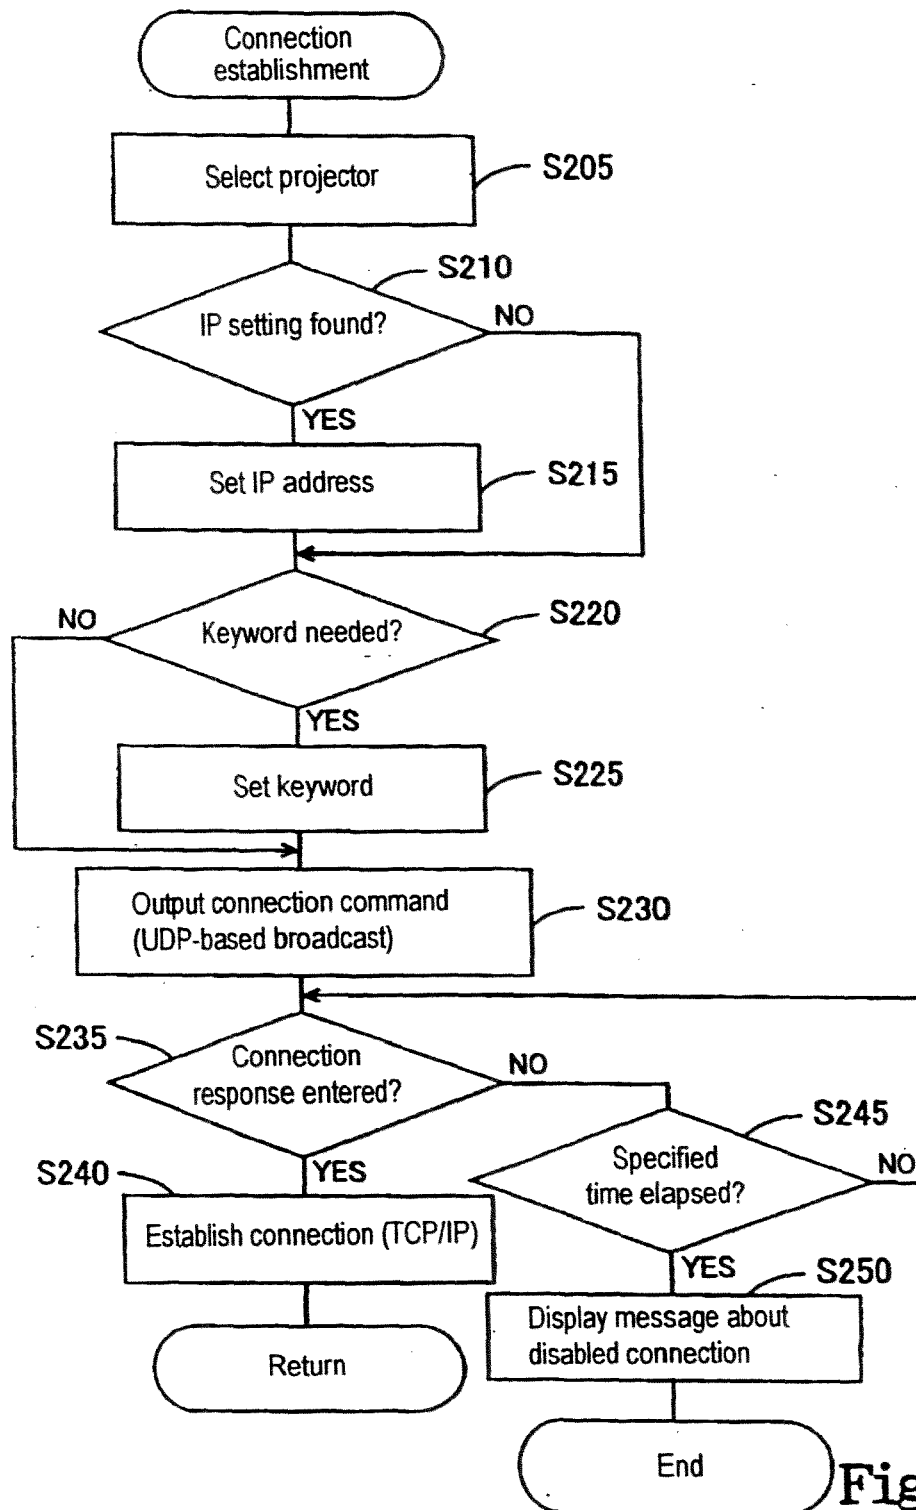 Connection
establishment
Select projector
S205
S210
IP setting found?
NO
YES
Set IP address
S215
S220
NO
Keyword needed?
YES
Set keyword
S225
Output connection command
(UDP-based broadcast)
S230
S235
Connection
response entered?
NO
S245
Specified
time elapsed?
NO
S240
YES
Establish connection (TCP/IP)
YES
S250
Display message about
disabled connection
Return
End
Fig